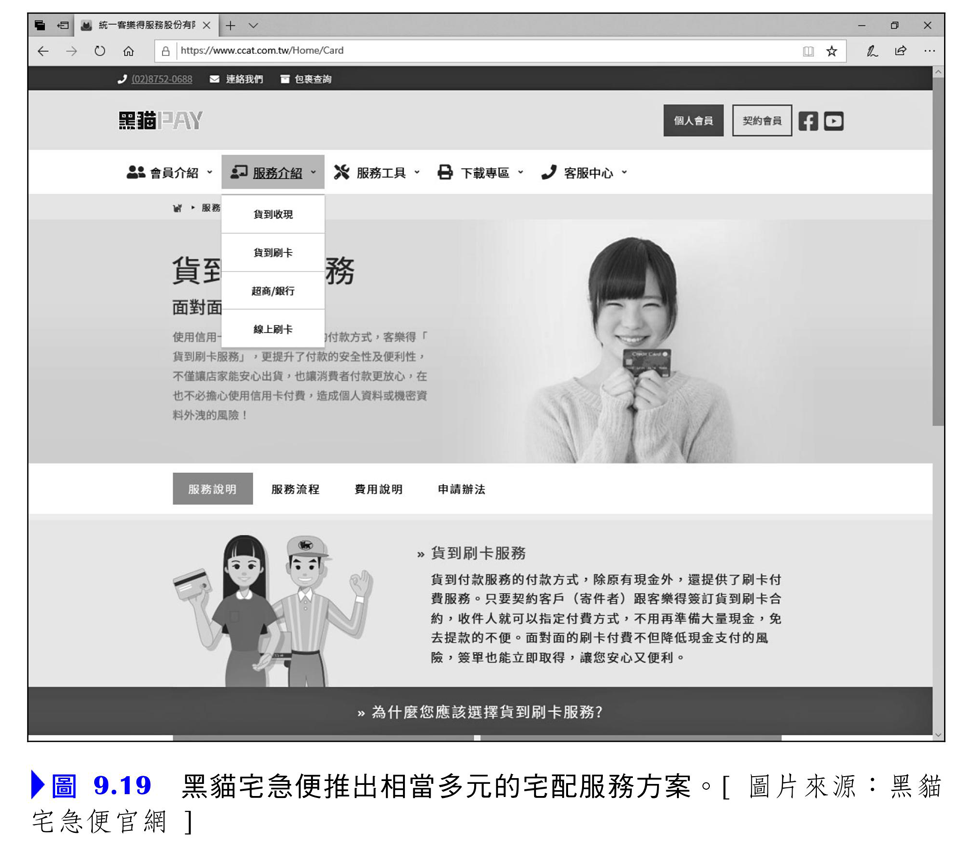 統一客樂得服務股份有
https://www.ccat.com.tw/Home/Card
(02)8752-0688 連絡我們 包裹查詢
黑貓PAY
個人會員 契約會員
會員介紹 服務介紹 服務工具 下載專區 客服中心
服務
貨到收現
貨到刷卡
超商/銀行
線上刷卡
貨到 務
面對面
使用信用 付款方式，客樂得「
貨到刷卡服務」，更提升了付款的安全性及便利性，
不僅讓店家能安心出貨，也讓消費者付款更放心，在
也不必擔心使用信用卡付費，造成個人資料或機密資
料外洩的風險！
Credit Card
服務說明 服務流程 費用說明 申請辦法
» 貨到刷卡服務
貨到付款服務的付款方式，除原有現金外，還提供了刷卡付
費服務。只要契約客戶（寄件者）跟客樂得簽訂貨到刷卡合
約，收件人就可以指定付費方式，不用再準備大量現金，免
去提款的不便。面對面的刷卡付費不但降低現金支付的風
險，簽單也能立即取得，讓您安心又便利。
» 為什麼您應該選擇貨到刷卡服務?
圖 9.19 黑貓宅急便推出相當多元的宅配服務方案。[ 圖片來源：黑貓
宅急便官網 ]